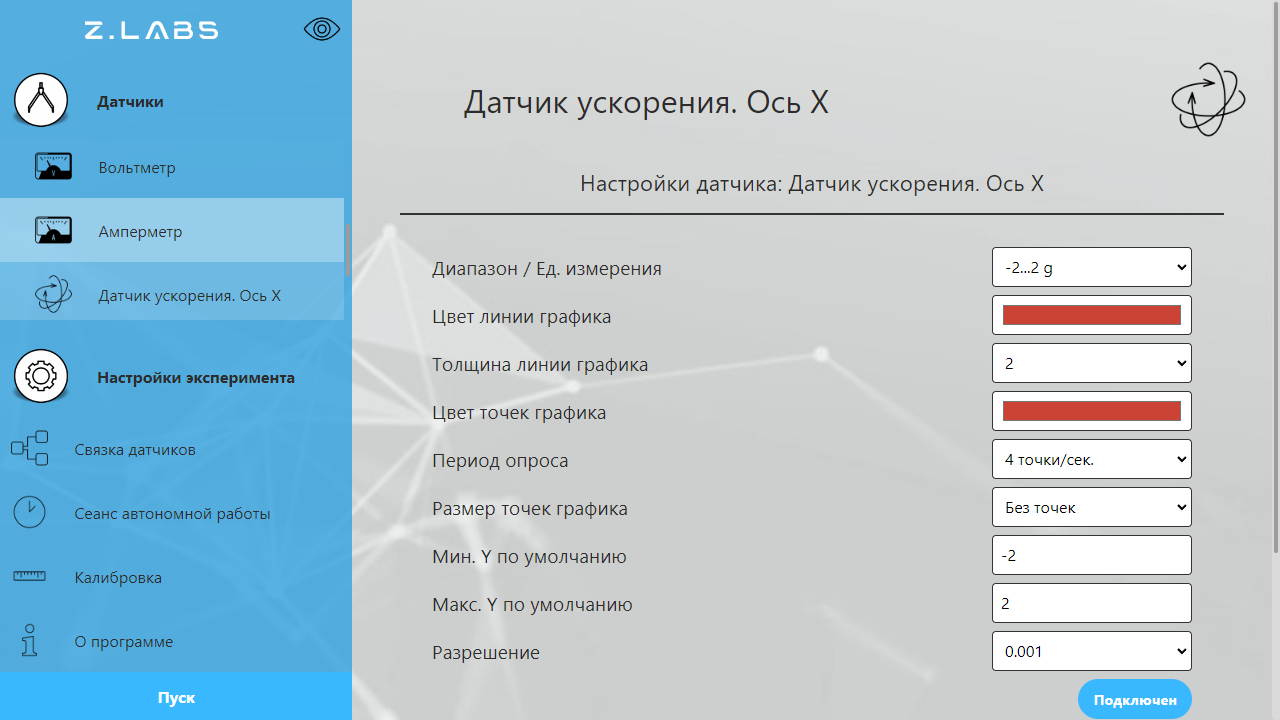 Z.LABS
Датчики
Вольтметр
V
Амперметр
A
Датчик ускорения. Ось X
Настройки эксперимента
Связка датчиков
Сеанс автономной работы
Калибровка
О программе
Пуск
Датчик ускорения. Ось X
Настройки датчика: Датчик ускорения. Ось X
Диапазон / Ед. измерения -2...2 g
Цвет линии графика
Толщина линии графика 2
Цвет точек графика
Период опроса 4 точки/сек.
Размер точек графика Без точек
Мин. Y по умолчанию -2
Макс. Y по умолчанию 2
Разрешение 0.001
Подключен